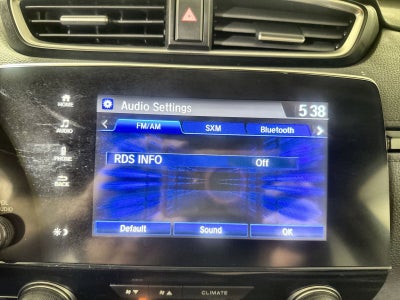 Audio Settings 5:38
HOME
FM/AM SXM Bluetooth
AUDIO
PHONE
RDS INFO Off
BACK
Default Sound OK
CLIMATE